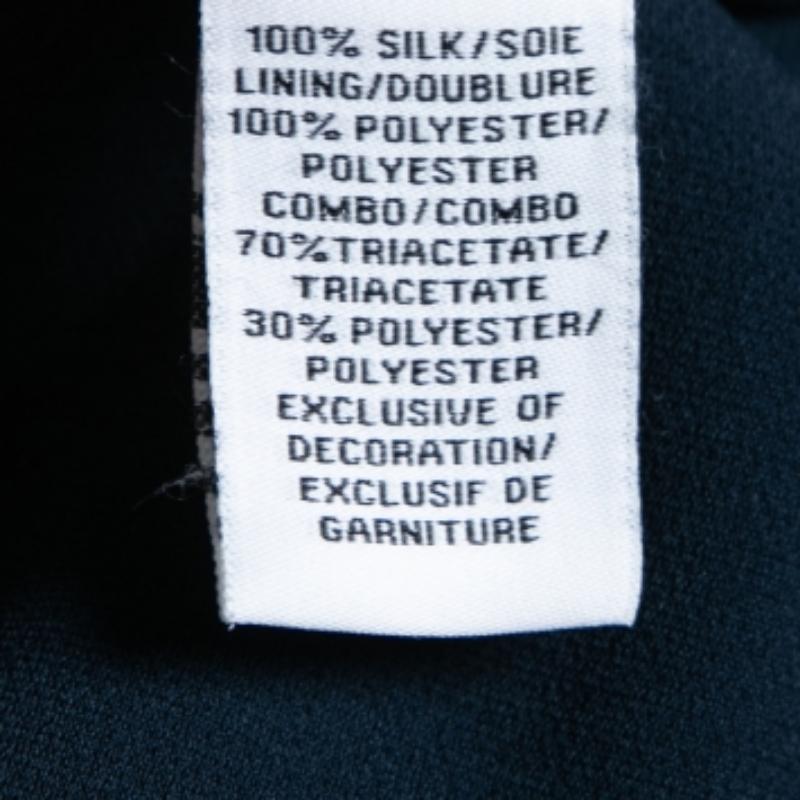 100% SILK/SOIE
LINING/DOUBLURE
100% POLYESTER/
POLYESTER
COMBO/COMBO
70%TRIACETATE/
TRIACETATE
30% POLYESTER/
POLYESTER
EXCLUSIVE OF
DECORATION/
EXCLUSIF DE
GARNITURE